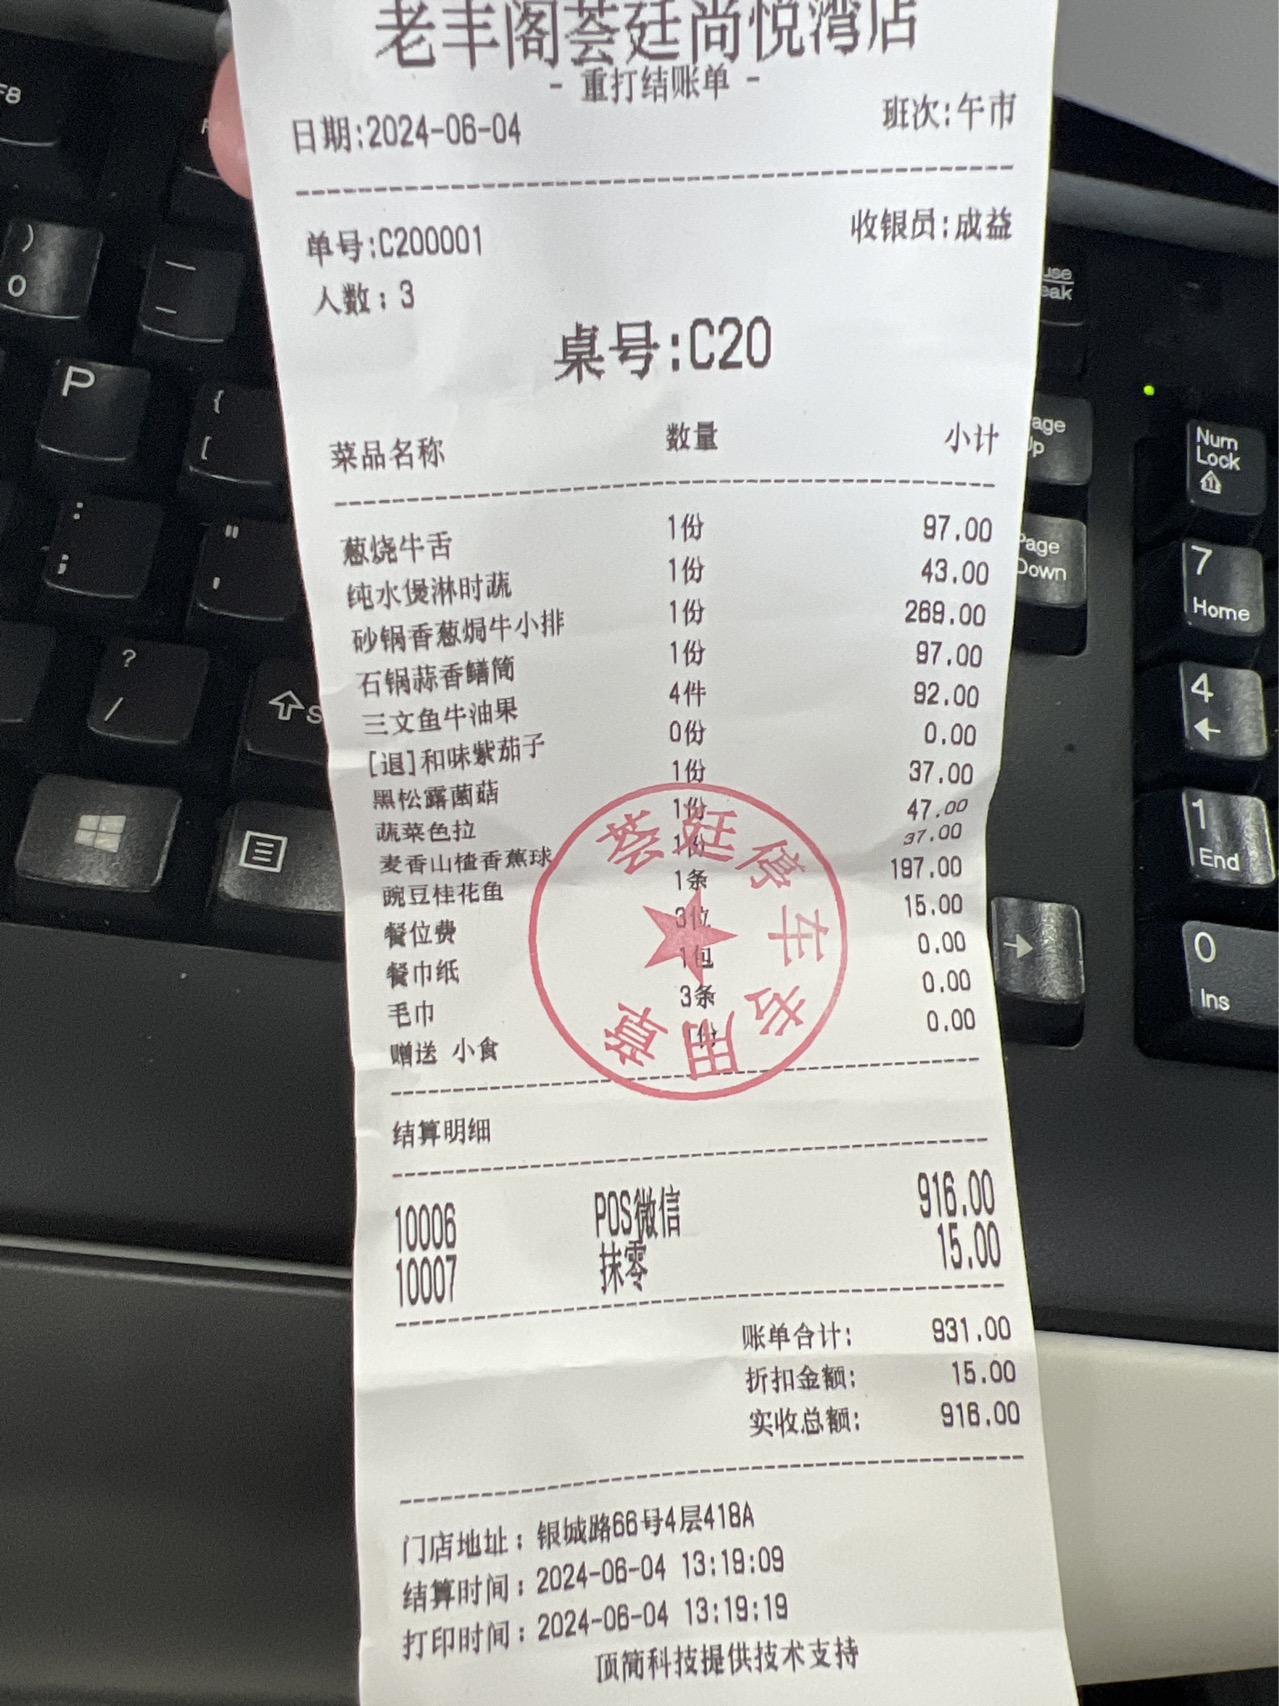 老丰阁荟廷尚悦湾店
- 重打结账单 -
日期:2024-06-04 班次:午市
单号:C200001 收银员:成益
人数:3
桌号:C20
菜品名称 数量 小计
葱烧牛舌 1份 97.00
纯水煲淋时蔬 1份 43.00
砂锅香葱焗牛小排 1份 269.00
石锅蒜香鳝筒 1份 97.00
三文鱼牛油果 4件 92.00
[退]和味紫茄子 0份 0.00
黑松露菌菇 1份 37.00
蔬菜色拉 1份 47.00
麦香山楂香蕉球 1份 37.00
豌豆桂花鱼 1条 197.00
餐位费 3位 15.00
餐巾纸 1包 0.00
毛巾 3条 0.00
赠送 小食 1份 0.00
荟廷停车专用章
结算明细
10006 POS微信 916.00
10007 抹零 15.00
账单合计: 931.00
折扣金额: 15.00
实收总额: 916.00
门店地址:银城路66号4层418A
结算时间:2024-06-04 13:19:09
打印时间:2024-06-04 13:19:19
顶简科技提供技术支持
F8
)
0
—
P
{
[
:
;
"
'
?
/
Page
Down
Num
Lock
7
Home
4
1
End
0
Ins